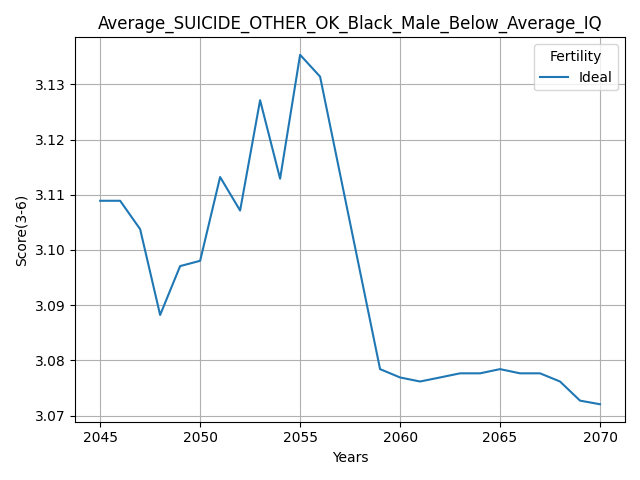 Average_SUICIDE_OTHER_OK_Black_Male_Below_Average_IQ
Fertility
Ideal
Score(3-6)
3.13
3.12
3.11
3.10
3.09
3.08
3.07
2045 2050 2055 2060 2065 2070
Years